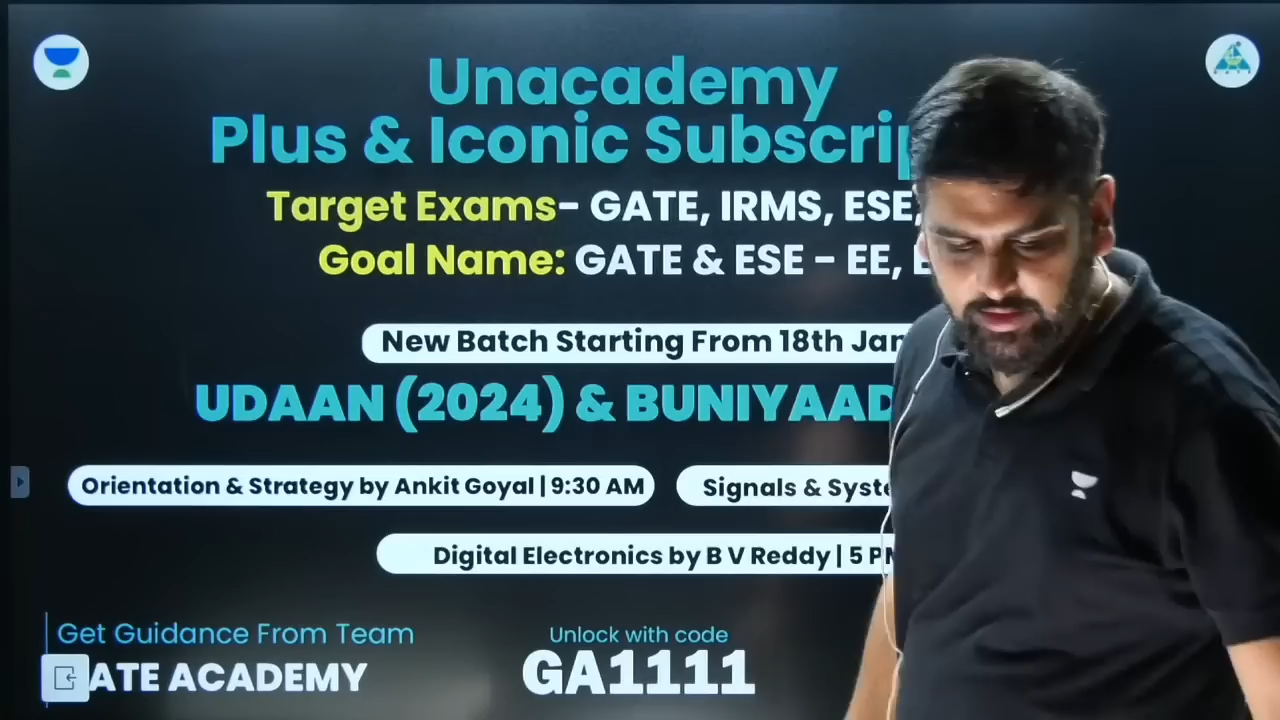 Unacademy
Plus & Iconic
Target Exams- GATE, IRMS, ESE,
Goal Name: GATE & ESE - EE,
New Batch Starting From 18th Jan
UDAAN (2024) & BUNIYAAD
Orientation & Strategy by Ankit Goyal | 9:30 AM
Signals &
Digital Electronics by B V Reddy | 5 PM
Get Guidance From Team
ATE ACADEMY
Unlock with code
GA1111